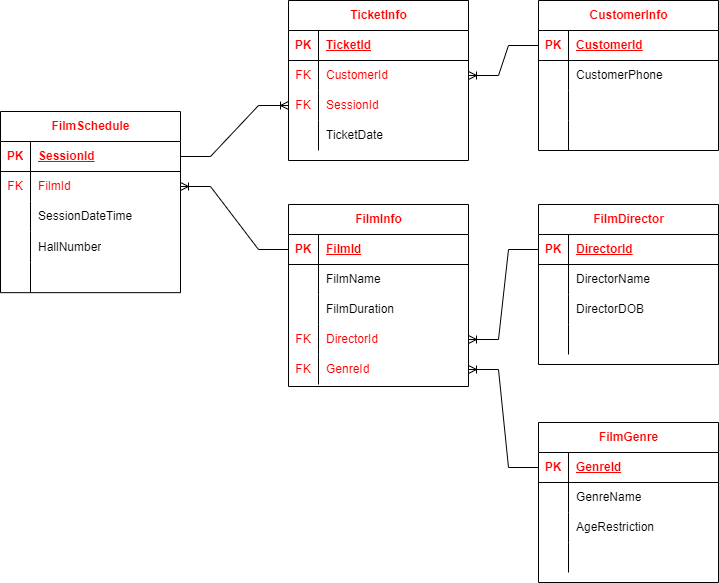 TicketInfo
PK TicketId
FK CustomerId
FK SessionId
TicketDate
CustomerInfo
PK CustomerId
CustomerPhone
FilmSchedule
PK SessionId
FK FilmId
SessionDateTime
HallNumber
FilmInfo
PK FilmId
FilmName
FilmDuration
FK DirectorId
FK GenreId
FilmDirector
PK DirectorId
DirectorName
DirectorDOB
FilmGenre
PK GenreId
GenreName
AgeRestriction